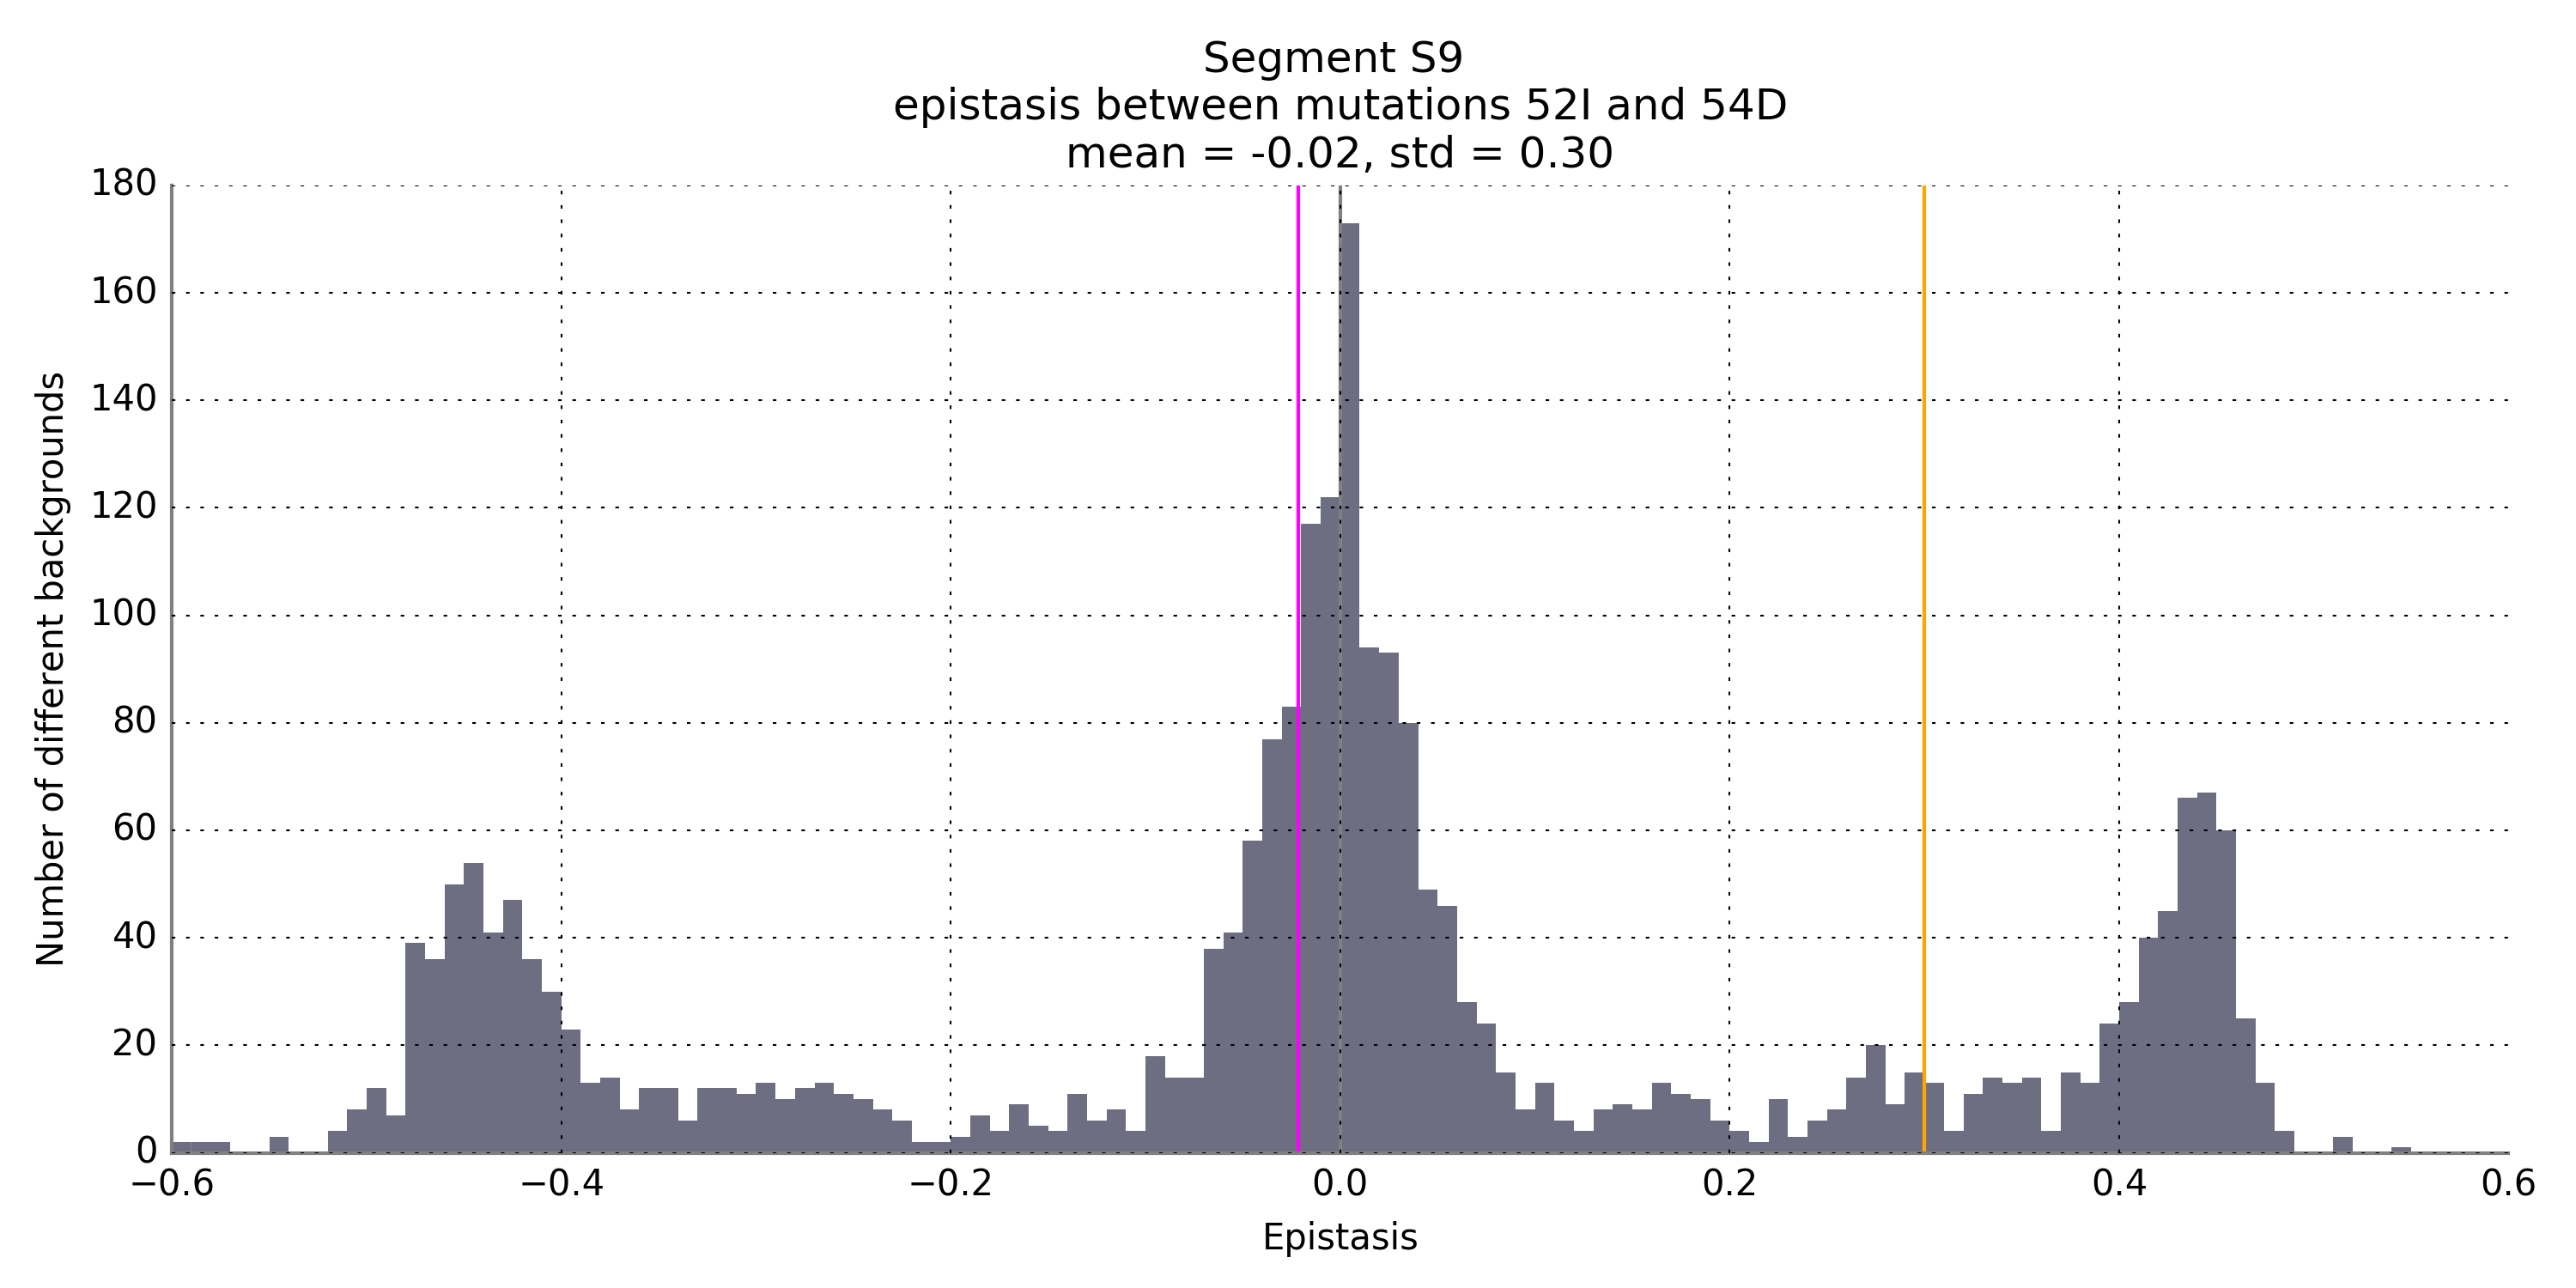 Segment S9
epistasis between mutations 52I and 54D
mean = -0.02, std = 0.30
Number of different backgrounds
180
160
140
120
100
80
60
40
20
0
−0.6 −0.4 −0.2 0.0 0.2 0.4 0.6
Epistasis